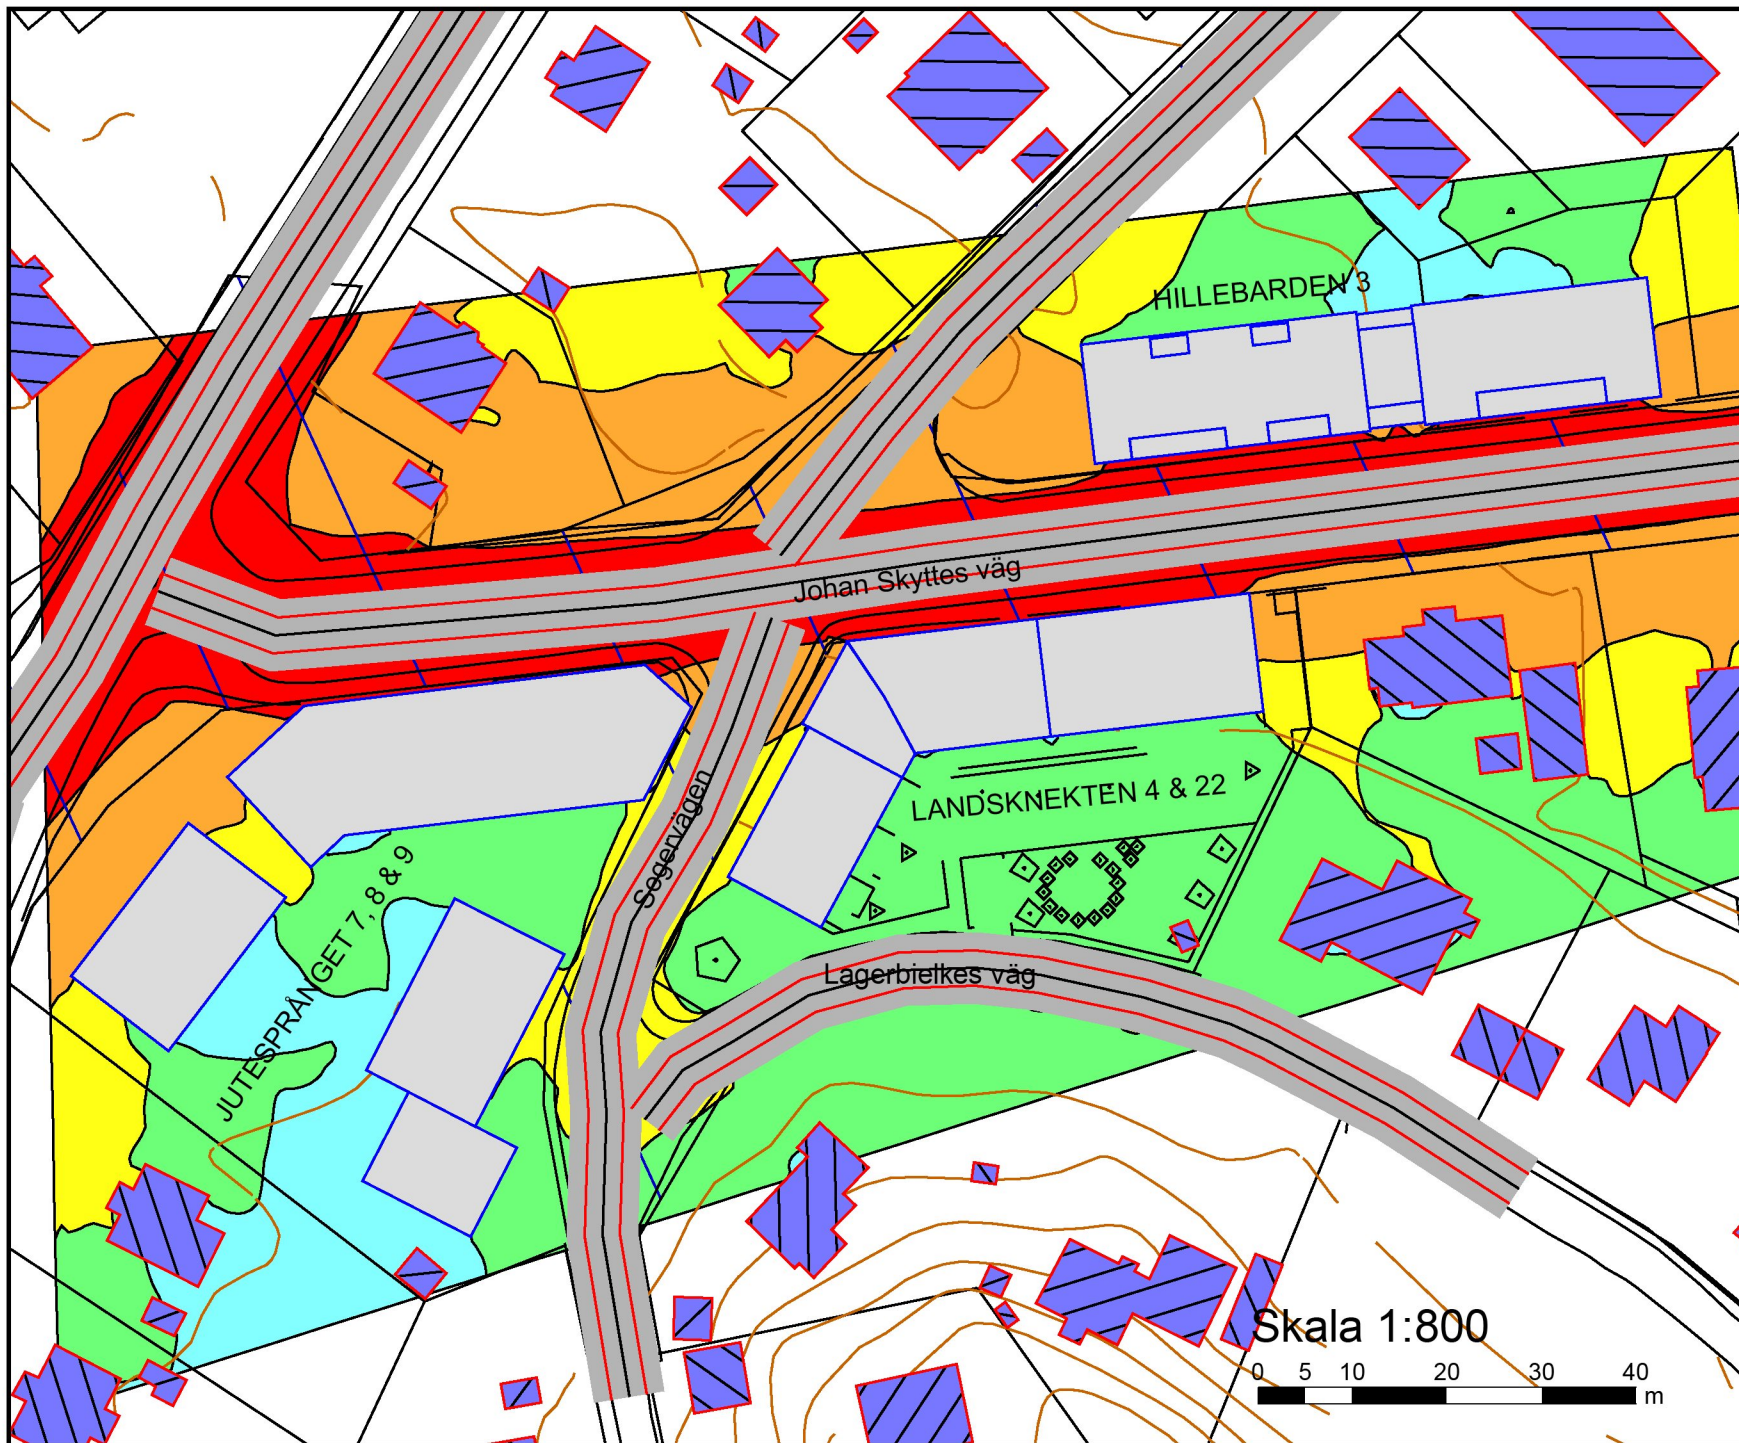 HILLEBARDEN 3
Johan Skyttes väg
Sogervägen
LANDSKNEKTEN 4 & 22
JUTESPRÅNGET 7, 8 & 9
Lagerbielkes väg
Skala 1:800
0 5 10 20 30 40
m